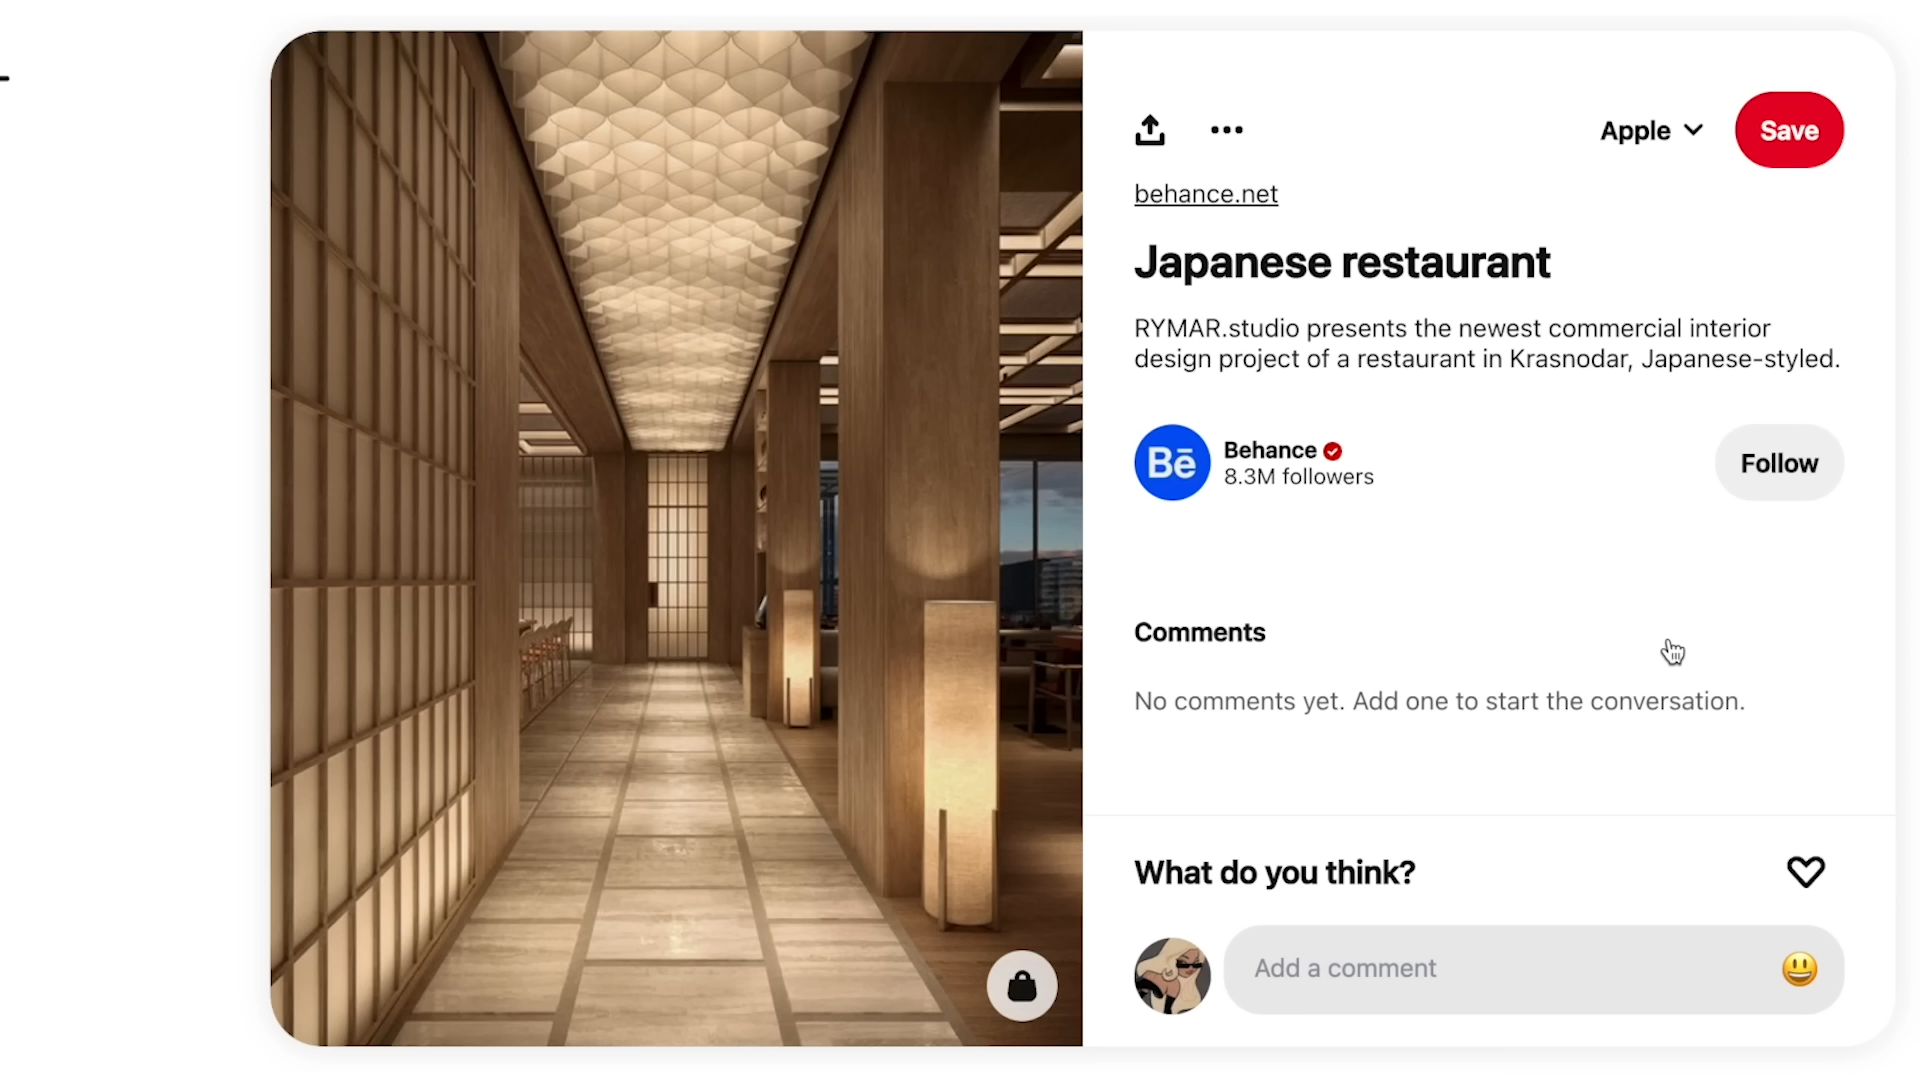 Apple
Save
behance.net
Japanese restaurant
RYMAR.studio presents the newest commercial interior
design project of a restaurant in Krasnodar, Japanese-styled.
Bē
Behance
8.3M followers
Follow
Comments
No comments yet. Add one to start the conversation.
What do you think?
Add a comment